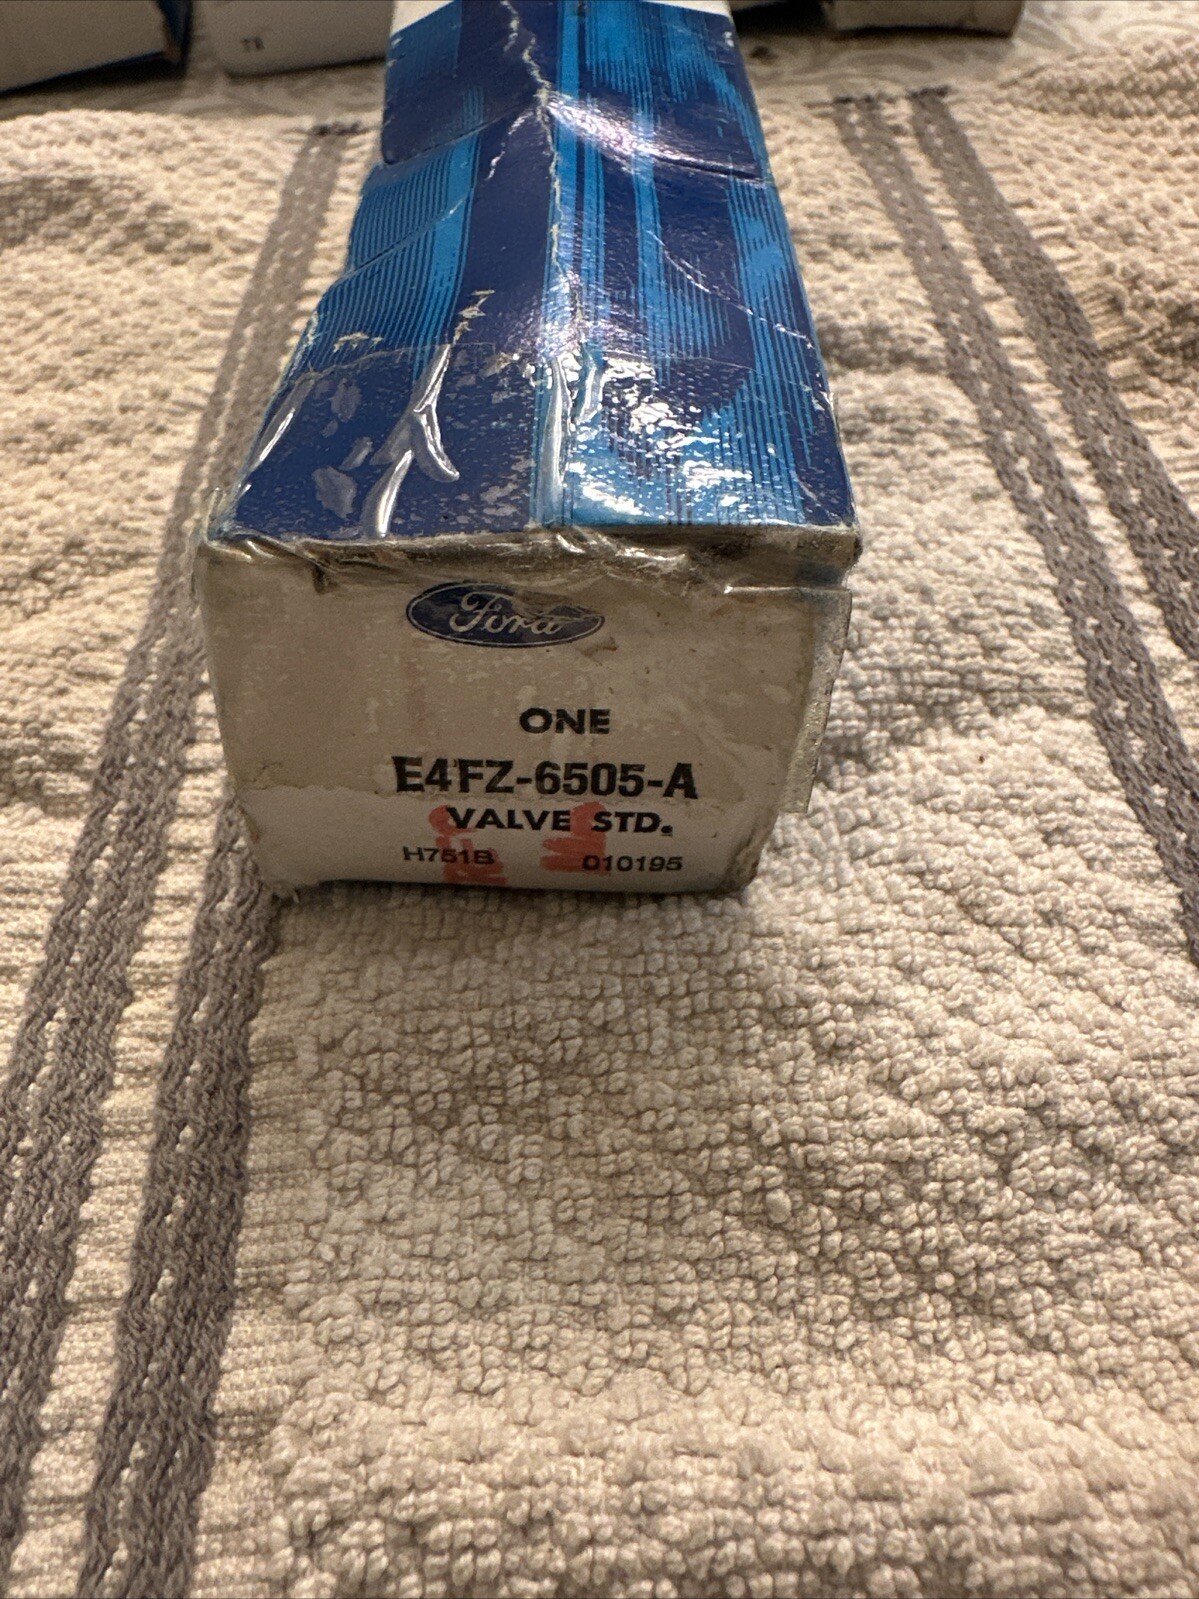 Ford
ONE
E4FZ-6505-A
VALVE STD.
H751B 010195